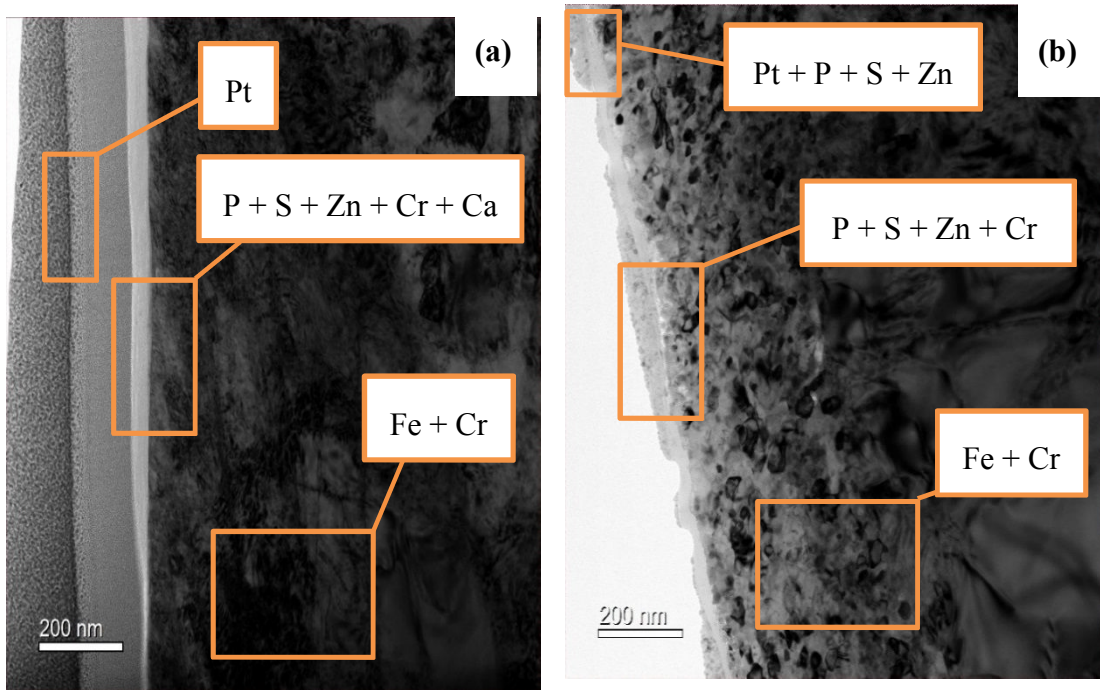 (a)
Pt
P + S + Zn + Cr + Ca
Fe + Cr
200 nm
(b)
Pt + P + S + Zn
P + S + Zn + Cr
Fe + Cr
200 nm